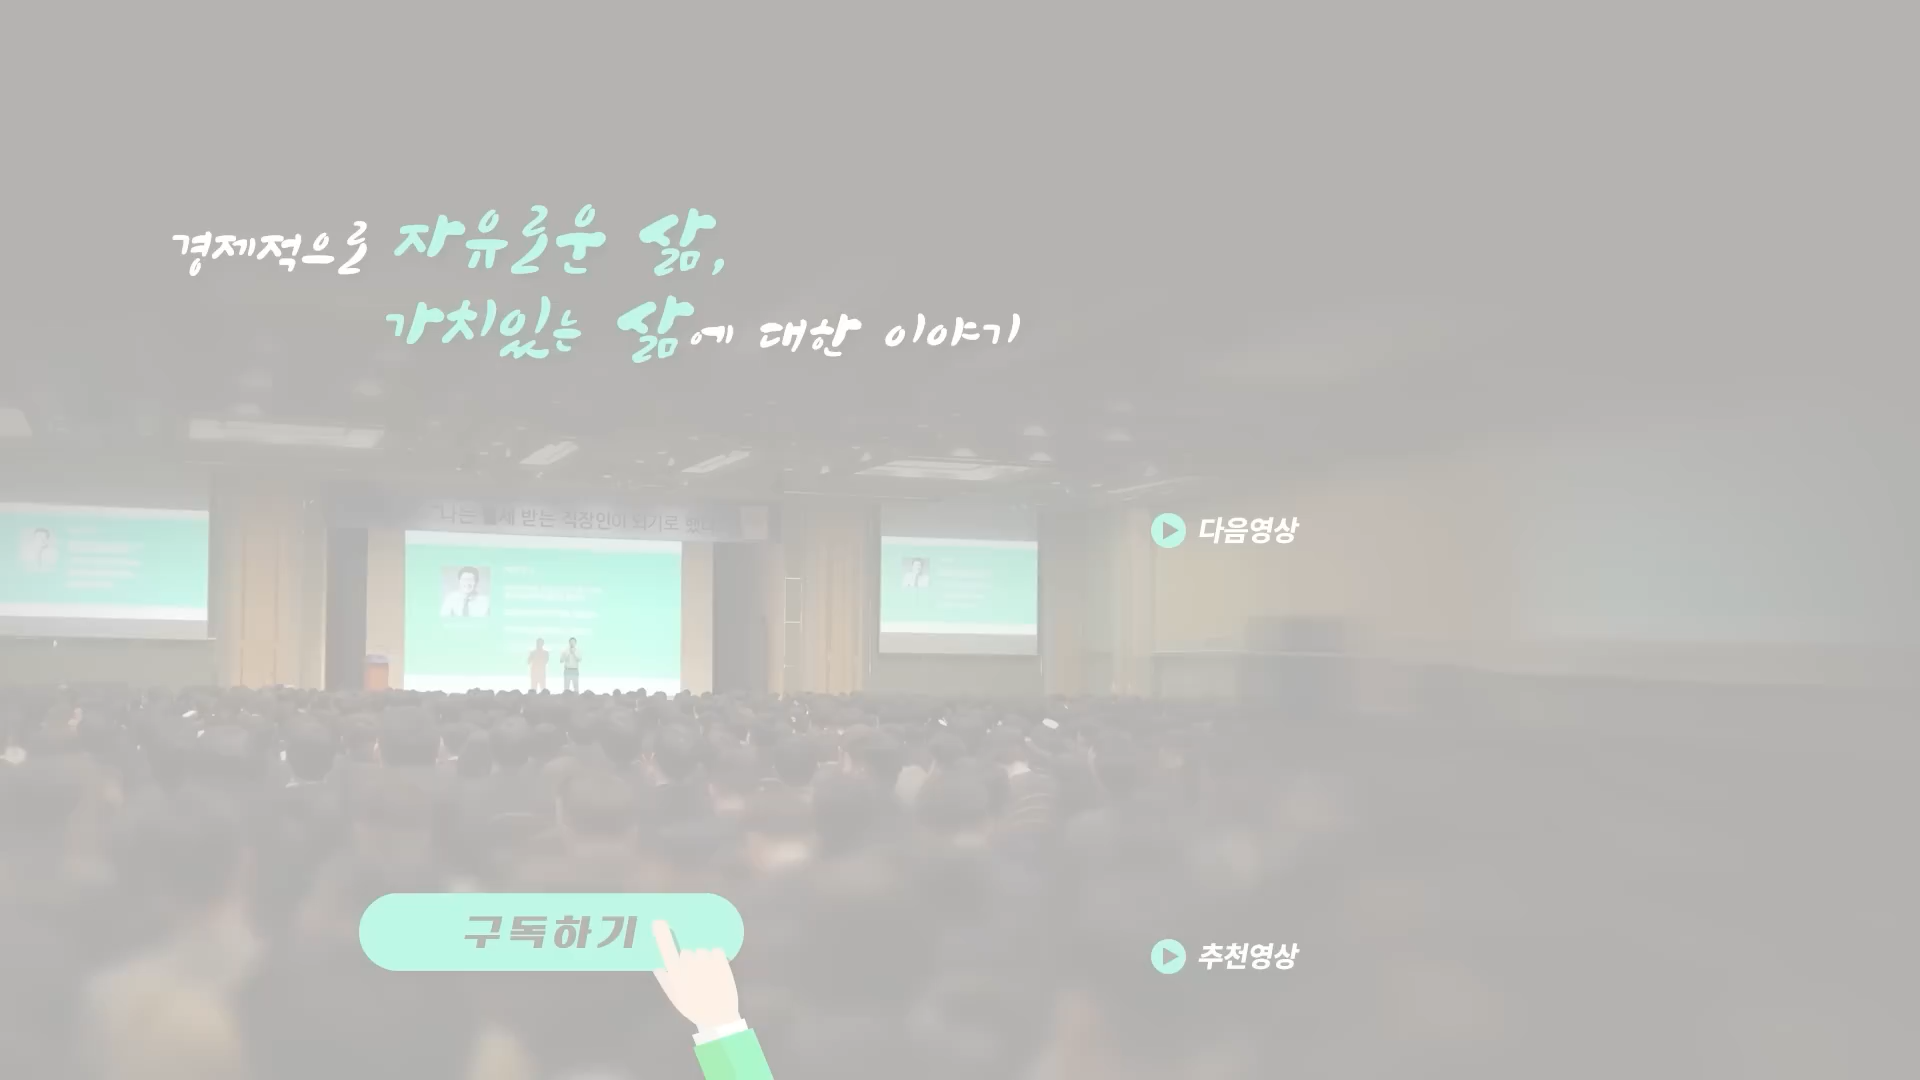 경제적으로 자유로운 삶,
가치있는 삶에 대한 이야기
"나는 월세 받는 직장인이 되기로 했다
다음영상
구독하기
추천영상